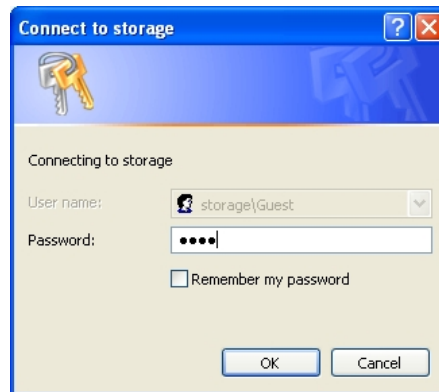 Connect to storage
Connecting to storage
User name: storage\Guest
Password: ●●●●
Remember my password
OK Cancel